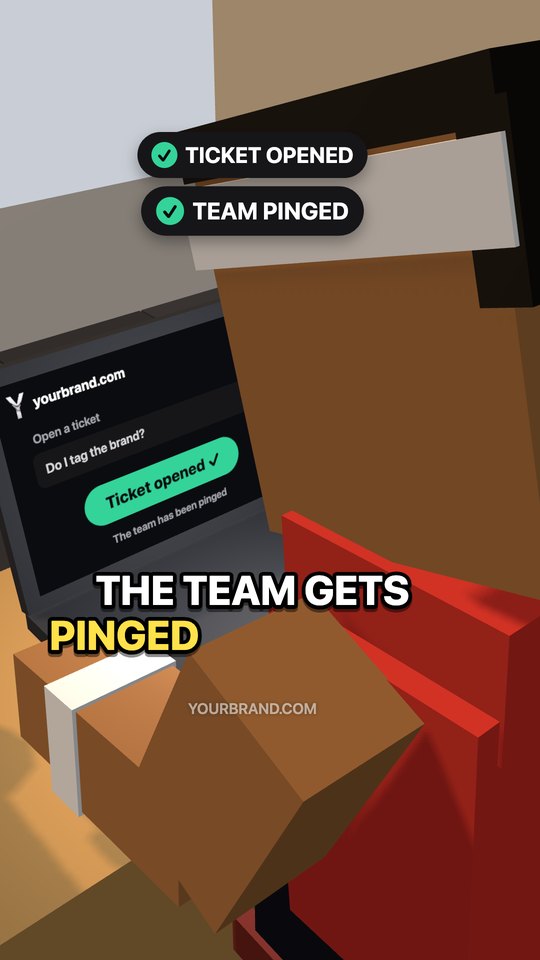 TICKET OPENED
TEAM PINGED
yourbrand.com
Open a ticket
Do I tag the brand?
Ticket opened ✓
The team has been pinged
THE TEAM GETS
PINGED
YOURBRAND.COM